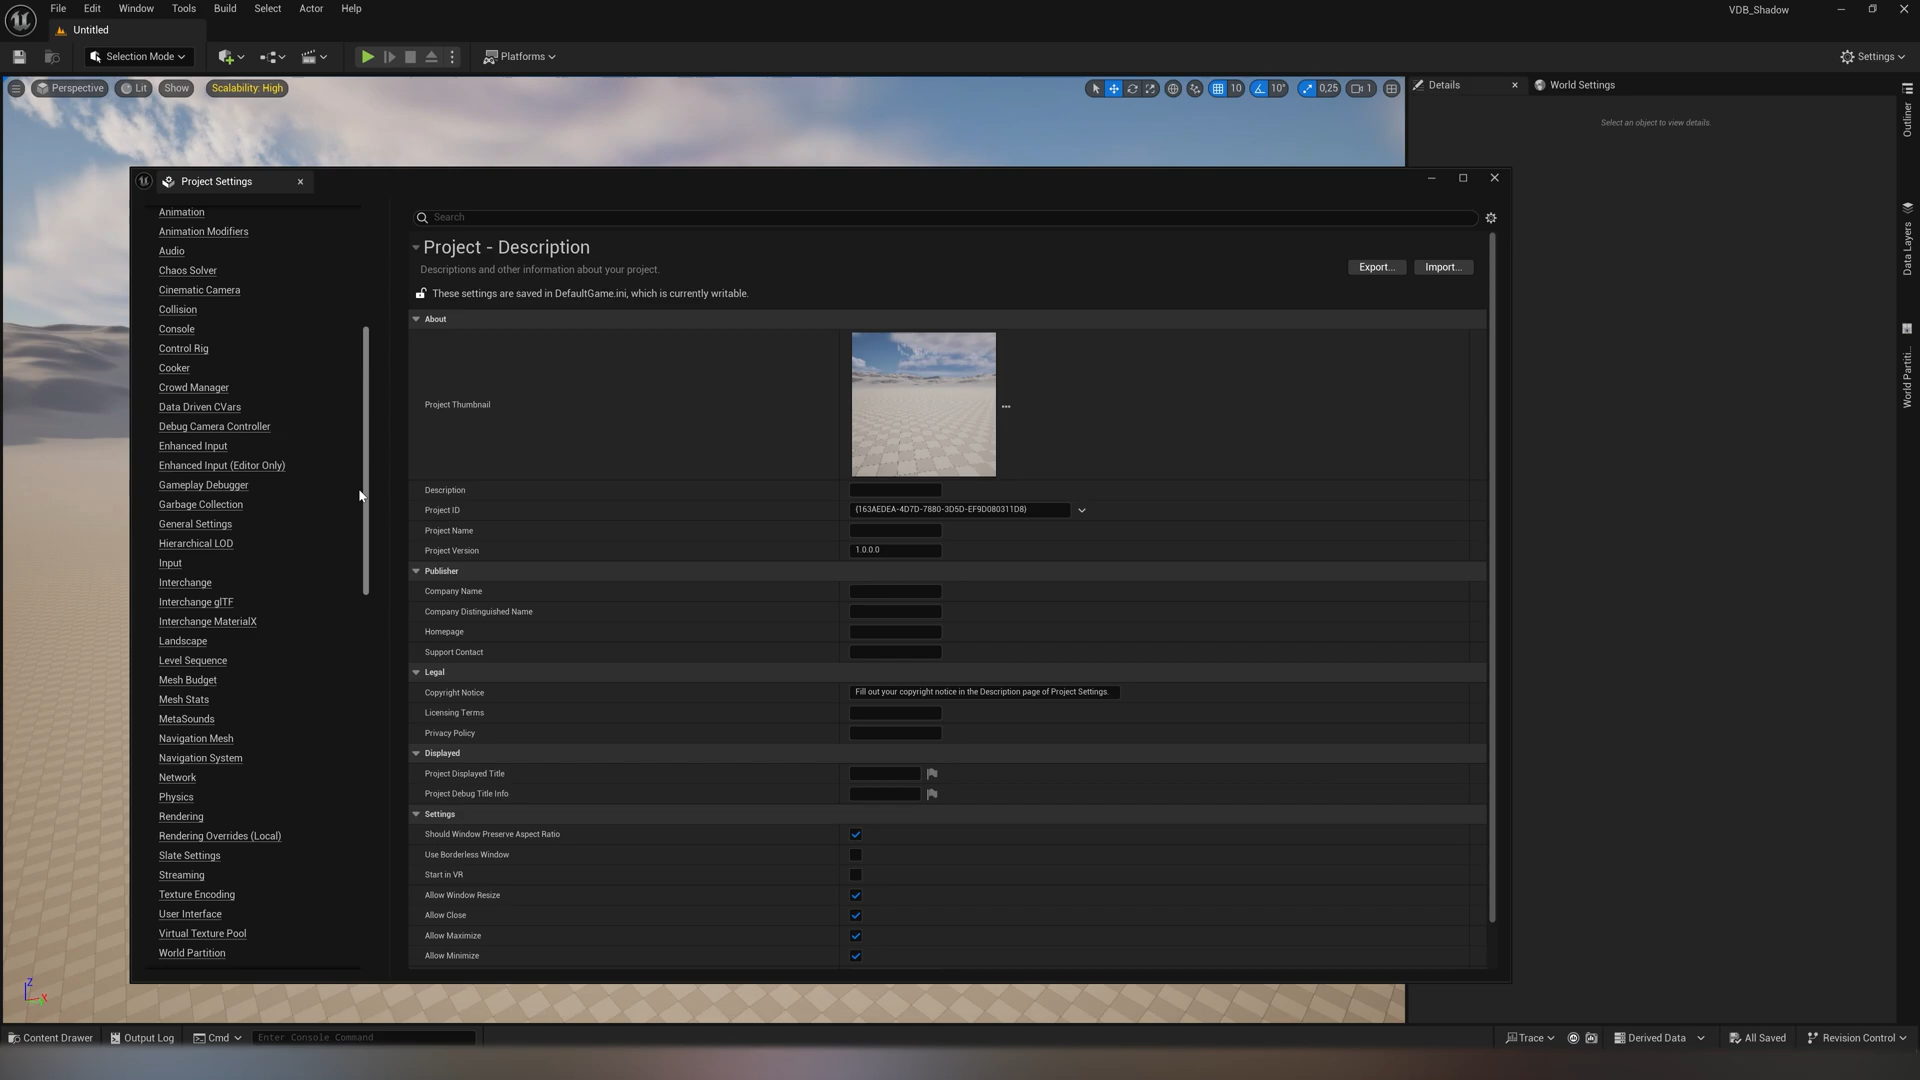 File Edit Window Tools Build Select Actor Help
VDB_Shadow
Untitled
Selection Mode
Platforms
Settings
Perspective Lit Show Scalability: High
10 10° 0,25 1
Details
World Settings
Select an object to view details.
Outliner
Data Layers
World Partiti...
Project Settings
Animation
Animation Modifiers
Audio
Chaos Solver
Cinematic Camera
Collision
Console
Control Rig
Cooker
Crowd Manager
Data Driven CVars
Debug Camera Controller
Enhanced Input
Enhanced Input (Editor Only)
Gameplay Debugger
Garbage Collection
General Settings
Hierarchical LOD
Input
Interchange
Interchange glTF
Interchange MaterialX
Landscape
Level Sequence
Mesh Budget
Mesh Stats
MetaSounds
Navigation Mesh
Navigation System
Network
Physics
Rendering
Rendering Overrides (Local)
Slate Settings
Streaming
Texture Encoding
User Interface
Virtual Texture Pool
World Partition
Search
Project - Description
Descriptions and other information about your project.
Export...
Import...
These settings are saved in DefaultGame.ini, which is currently writable.
About
Project Thumbnail
Description
Project ID {163AEDEA-4D7D-7880-3D5D-EF9D080311D8}
Project Name
Project Version 1.0.0.0
Publisher
Company Name
Company Distinguished Name
Homepage
Support Contact
Legal
Copyright Notice Fill out your copyright notice in the Description page of Project Settings.
Licensing Terms
Privacy Policy
Displayed
Project Displayed Title
Project Debug Title Info
Settings
Should Window Preserve Aspect Ratio
Use Borderless Window
Start in VR
Allow Window Resize
Allow Close
Allow Maximize
Allow Minimize
Z
X
Content Drawer
Output Log
Cmd
Enter Console Command
Trace
Derived Data
All Saved
Revision Control